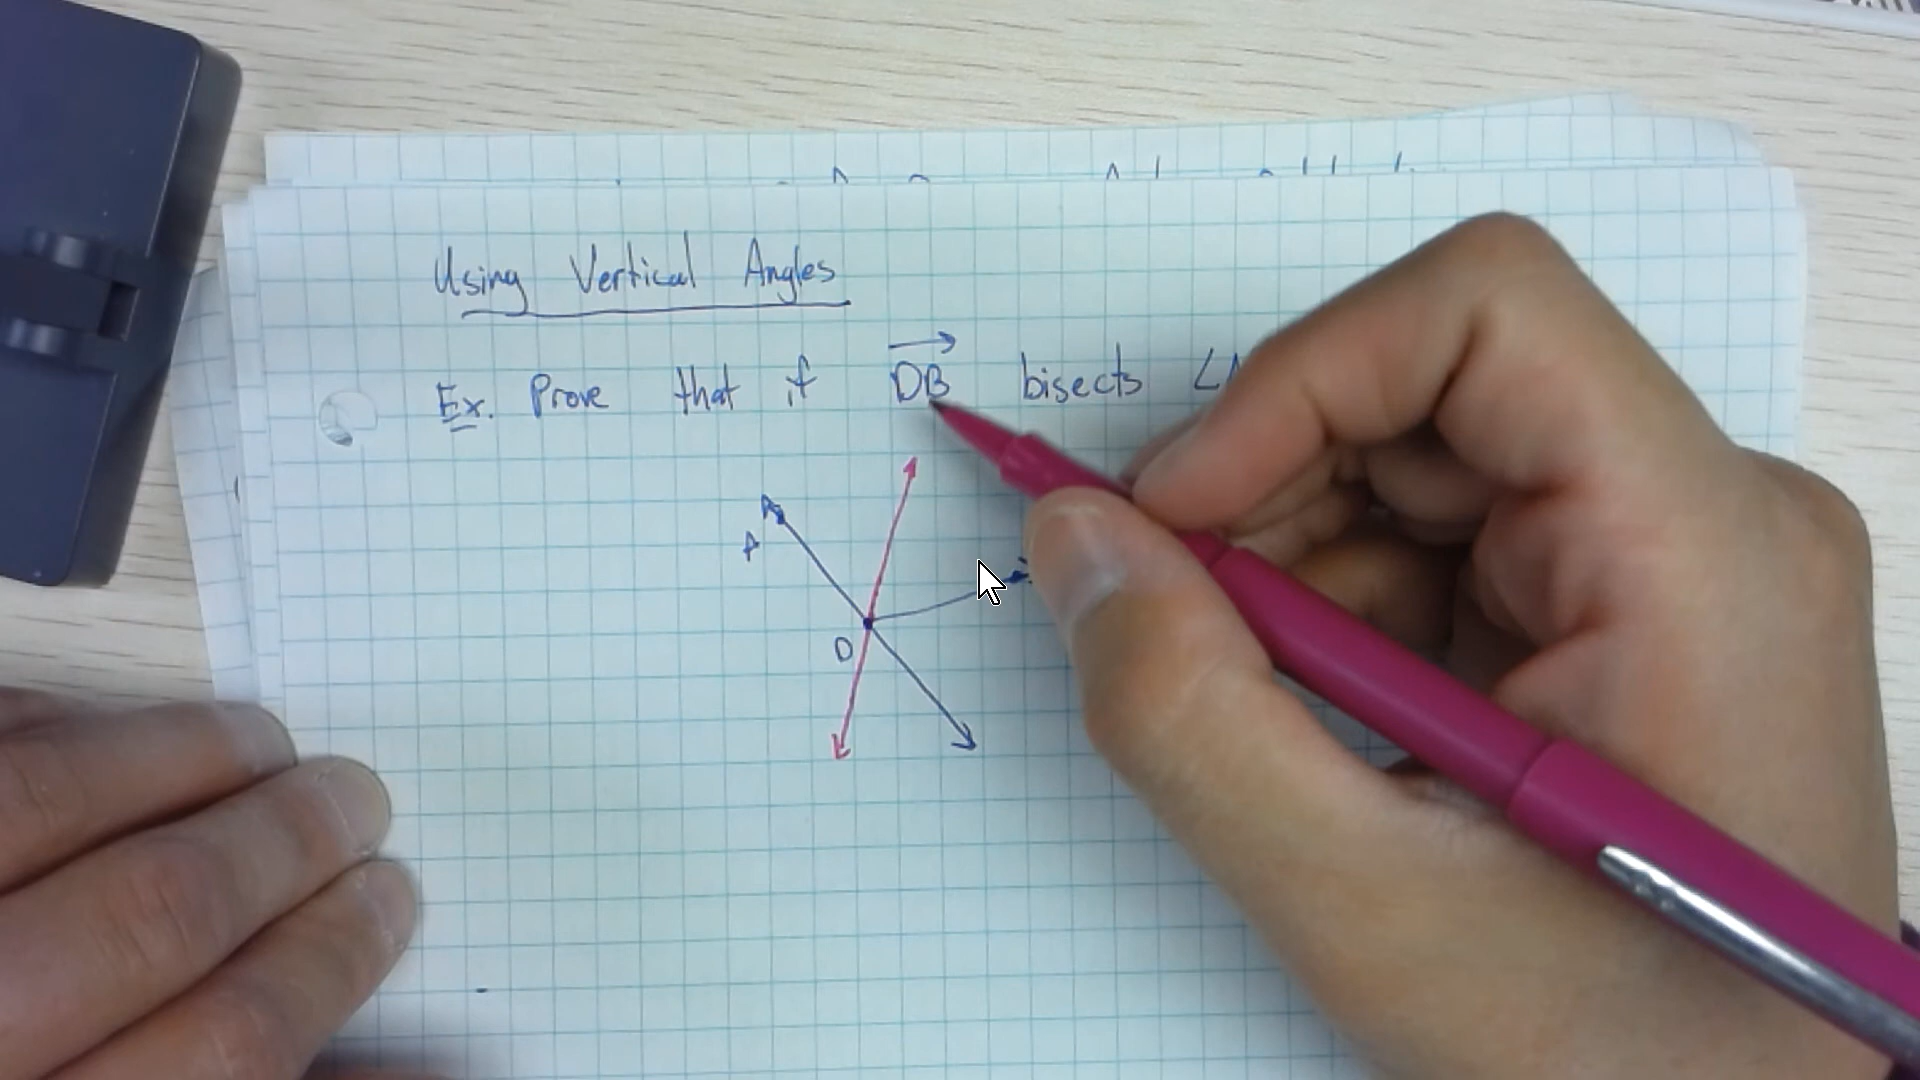 Using Vertical Angles
Ex. Prove that if DB bisects ∠A
A
D